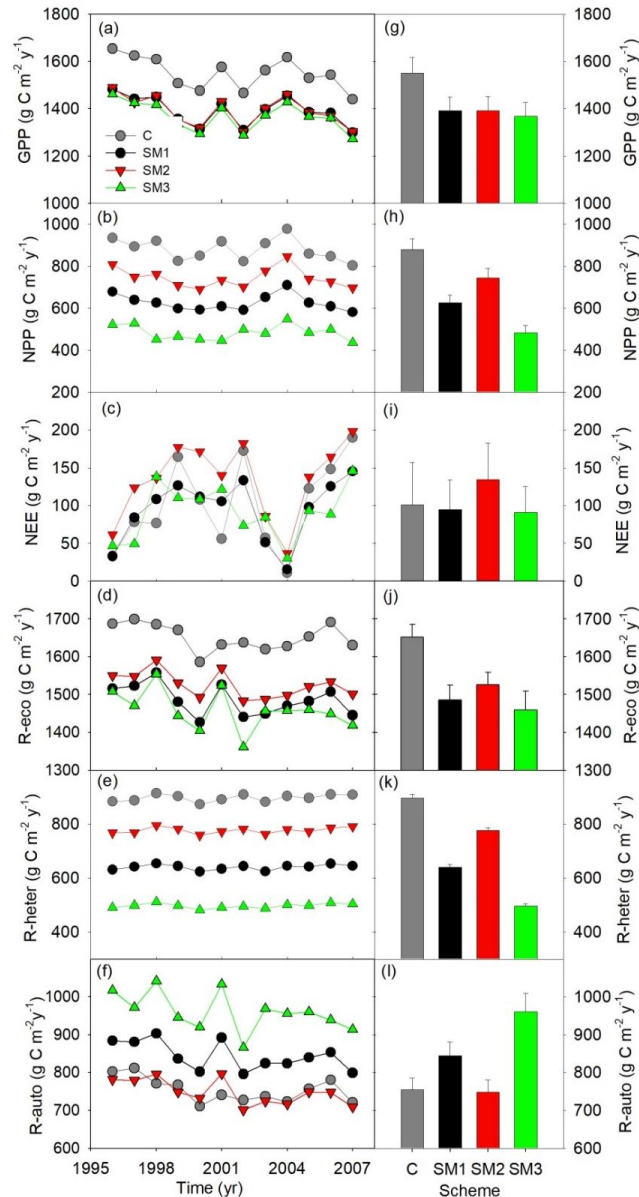 (a)
(g)
1800
1600
1400
1200
1000
GPP (g C m⁻² y⁻¹)
C
SM1
SM2
SM3
1800
1600
1400
1200
1000
GPP (g C m⁻² y⁻¹)
(b)
(h)
1000
800
600
400
200
NPP (g C m⁻² y⁻¹)
1000
800
600
400
200
NPP (g C m⁻² y⁻¹)
(c)
(i)
200
150
100
50
0
NEE (g C m⁻² y⁻¹)
200
150
100
50
0
NEE (g C m⁻² y⁻¹)
(d)
(j)
1700
1600
1500
1400
1300
R-eco (g C m⁻² y⁻¹)
1700
1600
1500
1400
1300
R-eco (g C m⁻² y⁻¹)
(e)
(k)
800
600
400
R-heter (g C m⁻² y⁻¹)
800
600
400
R-heter (g C m⁻² y⁻¹)
(f)
(l)
1000
900
800
700
600
R-auto (g C m⁻²y⁻¹)
1000
900
800
700
600
R-auto (g C m⁻² y⁻¹)
1995 1998 2001 2004 2007
Time (yr)
C SM1 SM2 SM3
Scheme